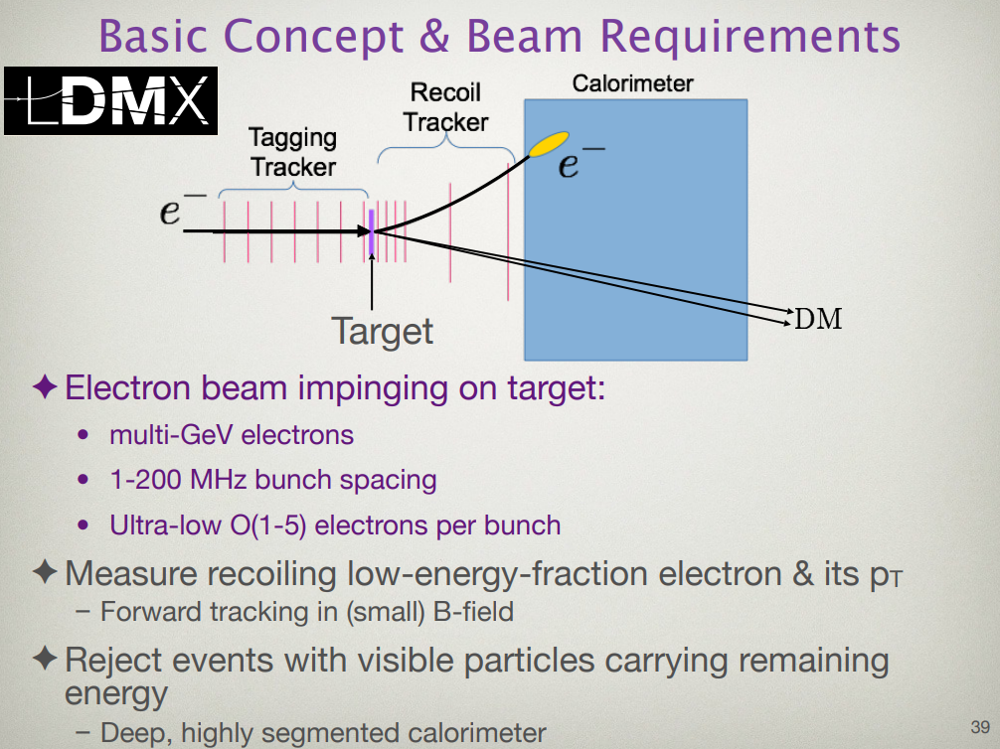 Basic Concept & Beam Requirements
LDMX
Calorimeter
Recoil
Tracker
Tagging
Tracker
e⁻
e⁻
DM
Target
✦ Electron beam impinging on target:
• multi-GeV electrons
• 1-200 MHz bunch spacing
• Ultra-low O(1-5) electrons per bunch
✦ Measure recoiling low-energy-fraction electron & its pT
– Forward tracking in (small) B-field
✦ Reject events with visible particles carrying remaining
energy
– Deep, highly segmented calorimeter
39